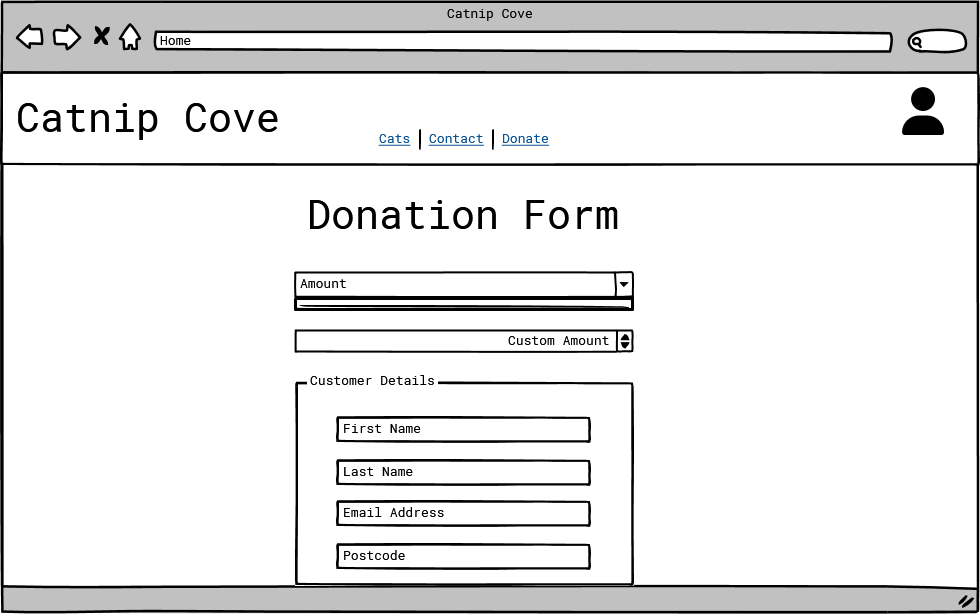 Catnip Cove
Home
Catnip Cove
Cats | Contact | Donate
Donation Form
Amount
Custom Amount
Customer Details
First Name
Last Name
Email Address
Postcode